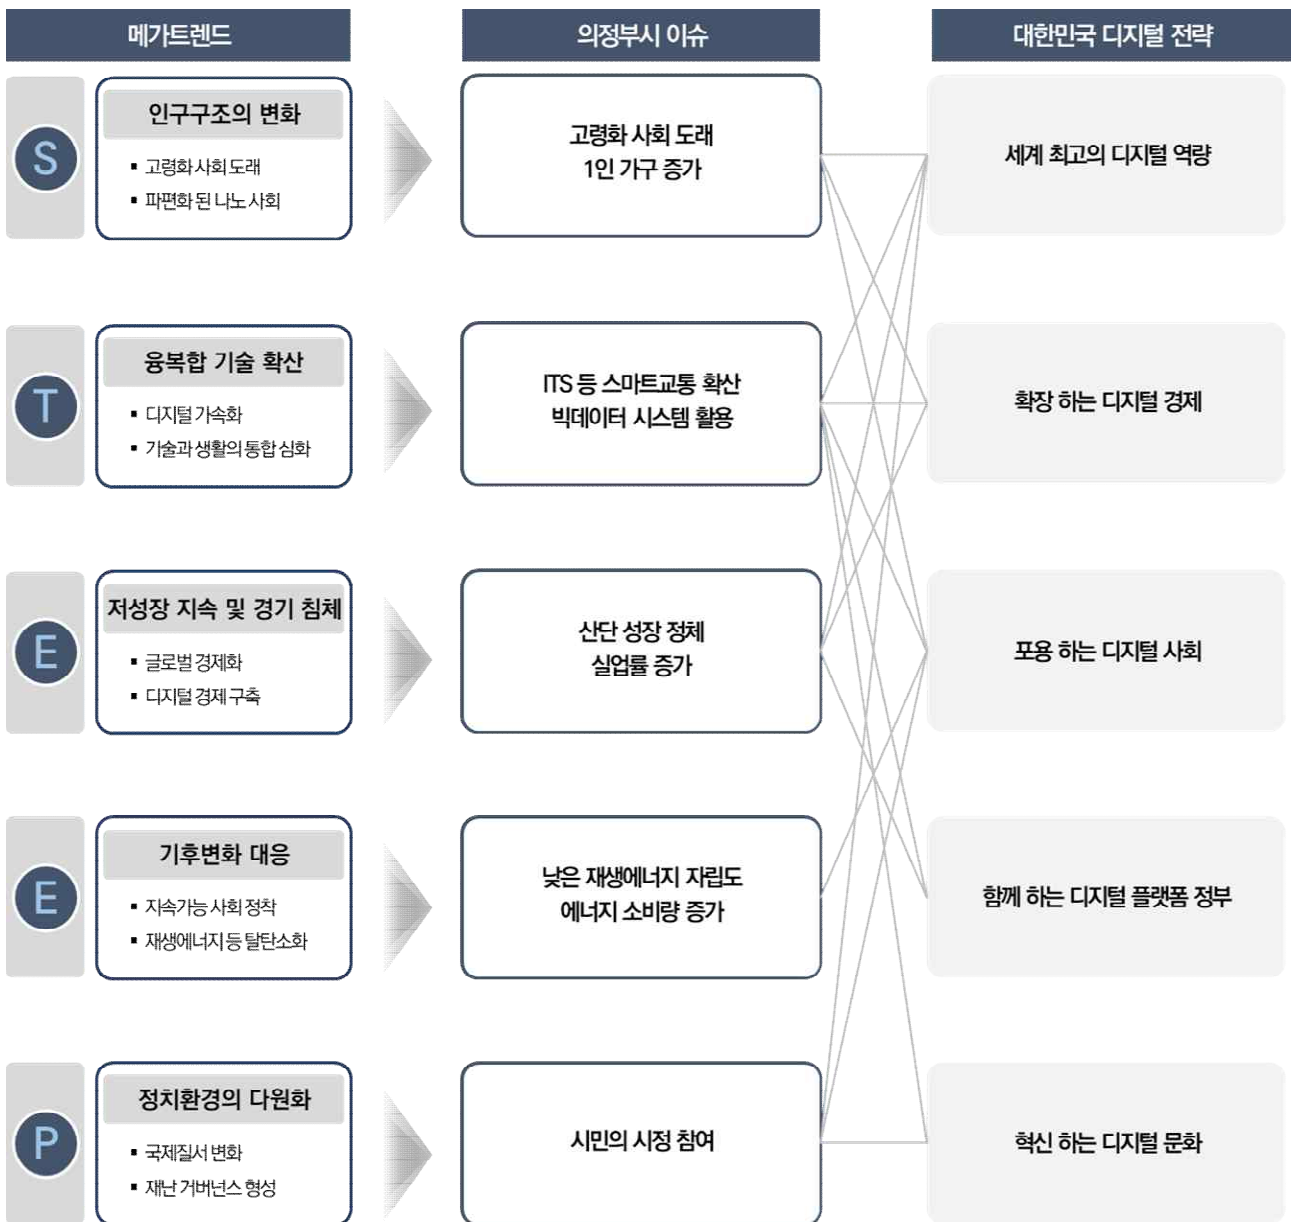 메가트렌드
의정부시 이슈
대한민국 디지털 전략
S
인구구조의 변화
▪ 고령화 사회 도래
▪ 파편화 된 나노 사회
고령화 사회 도래
1인 가구 증가
세계 최고의 디지털 역량
T
융복합 기술 확산
▪ 디지털 가속화
▪ 기술과 생활의 통합 심화
ITS 등 스마트교통 확산
빅데이터 시스템 활용
확장 하는 디지털 경제
E
저성장 지속 및 경기 침체
▪ 글로벌 경제화
▪ 디지털 경제 구축
산단 성장 정체
실업률 증가
포용 하는 디지털 사회
E
기후변화 대응
▪ 지속가능 사회 정착
▪ 재생에너지 등 탈탄소화
낮은 재생에너지 자립도
에너지 소비량 증가
함께 하는 디지털 플랫폼 정부
P
정치환경의 다원화
▪ 국제질서 변화
▪ 재난 거버넌스 형성
시민의 시정 참여
혁신 하는 디지털 문화